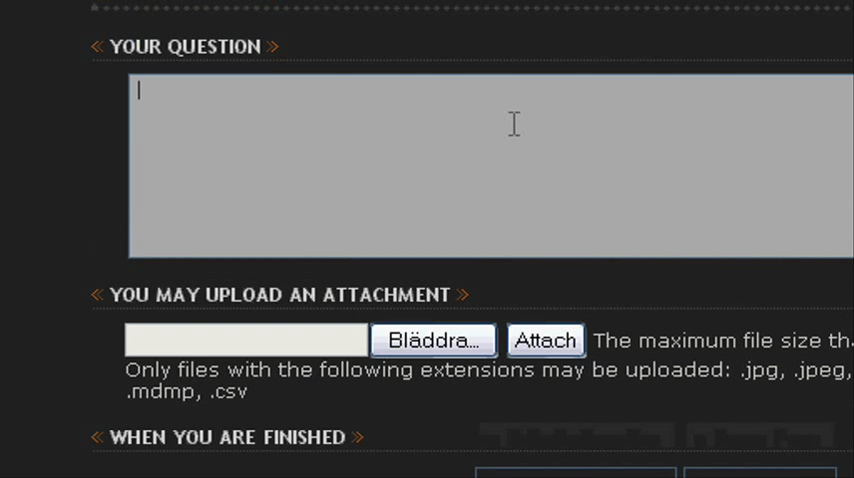 « YOUR QUESTION »
« YOU MAY UPLOAD AN ATTACHMENT »
Bläddra... Attach The maximum file size tha
Only files with the following extensions may be uploaded: .jpg, .jpeg,
.mdmp, .csv
« WHEN YOU ARE FINISHED »